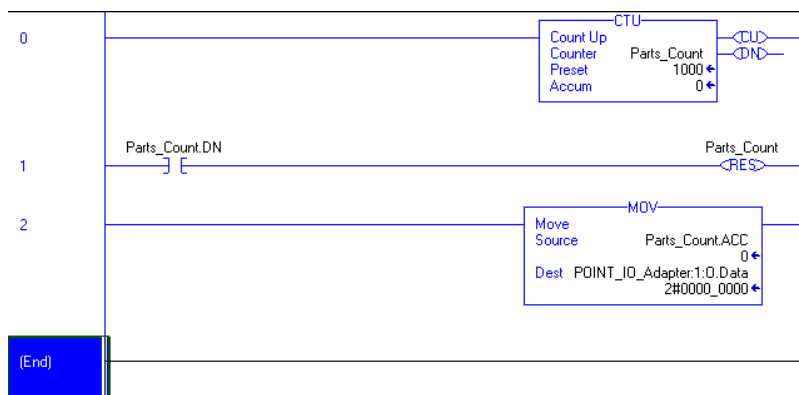 CTU
0
Count Up
CU
Counter Parts_Count
DN
Preset 1000
Accum 0
Parts_Count.DN
Parts_Count
1
RES
MOV
2
Move
Source Parts_Count.ACC
0
Dest POINT_IO_Adapter:1:O.Data
2#0000_0000
(End)